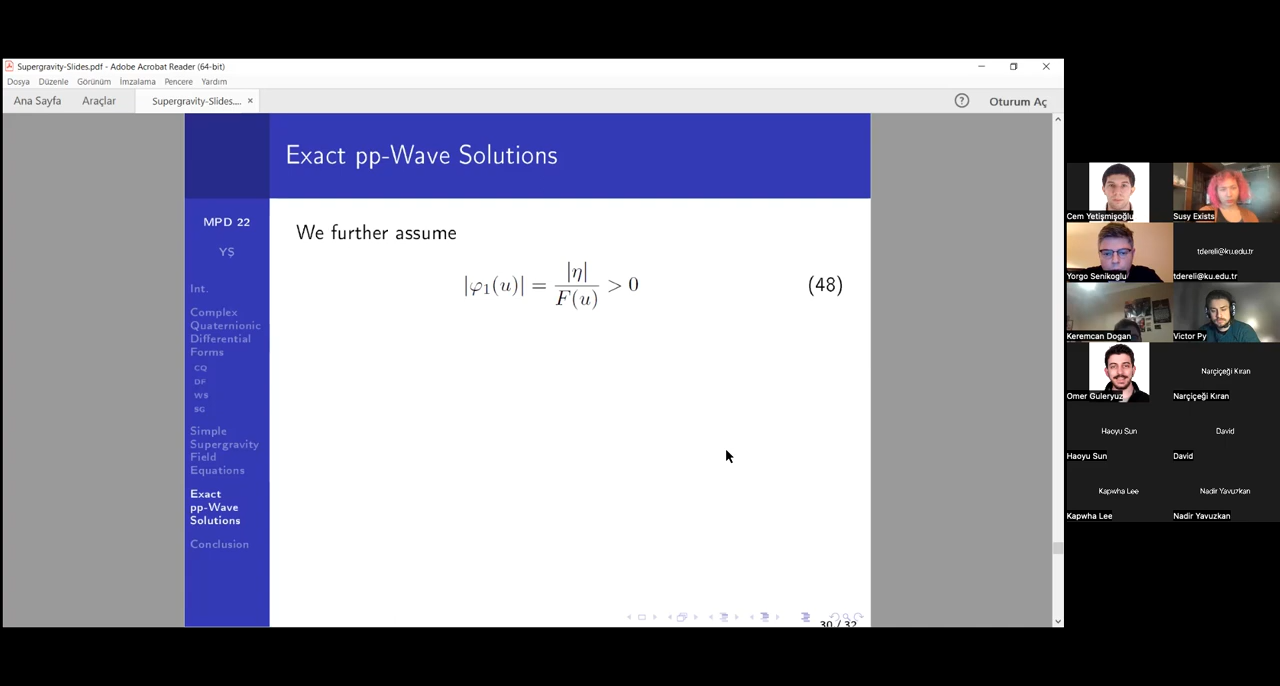 Supergravity-Slides.pdf - Adobe Acrobat Reader (64-bit)
Dosya Düzenle Görünüm İmzalama Pencere Yardım
Ana Sayfa Araçlar Supergravity-Slides.... × Oturum Aç
Exact pp-Wave Solutions
MPD 22
YŞ
Int.
Complex
Quaternionic
Differential
Forms
CQ
DF
WS
SG
Simple
Supergravity
Field
Equations
Exact
pp-Wave
Solutions
Conclusion
We further assume
|φ₁(u)| = |η| / F(u) > 0 (48)
30 / 32
Cem Yetişmişoğlu
Susy Exists
Yorgo Senikoglu
tdereli@ku.edu.tr
tdereli@ku.edu.tr
Keremcan Dogan
Victor Py
Omer Guleryuz
Narçiçeği Kıran
Narçiçeği Kıran
Haoyu Sun
David
Haoyu Sun
David
Kapwha Lee
Nadir Yavuzkan
Kapwha Lee
Nadir Yavuzkan